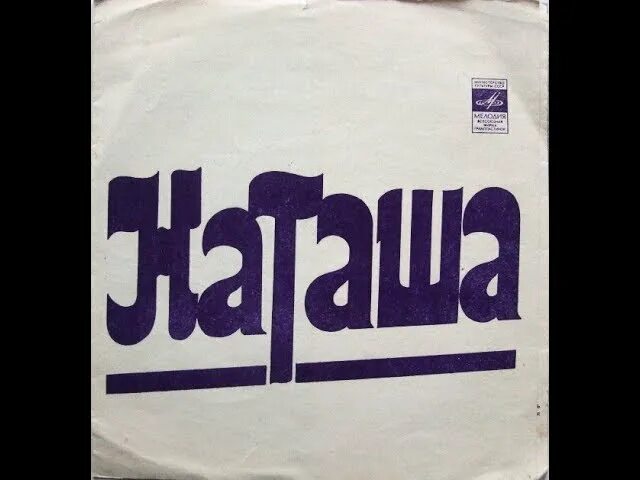 МИНИСТЕРСТВО
КУЛЬТУРЫ СССР
МЕЛОДИЯ
ВСЕСОЮЗНАЯ
ФИРМА
ГРАМПЛАСТИНОК
Наташа